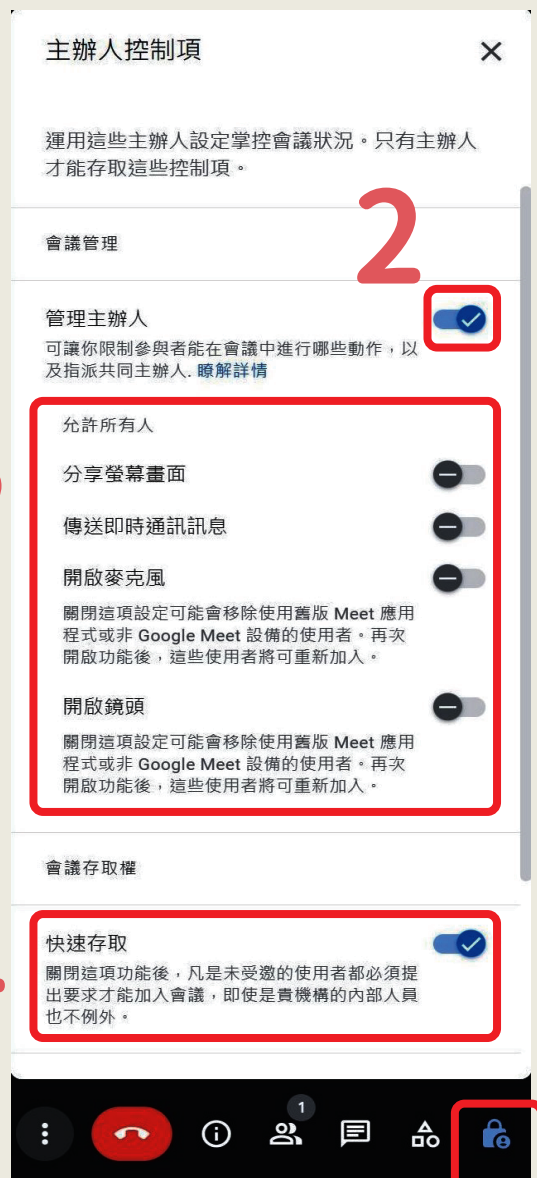 主辦人控制項
運用這些主辦人設定掌控會議狀況。只有主辦人
才能存取這些控制項。
2
會議管理
管理主辦人
可讓你限制參與者能在會議中進行哪些動作，以
及指派共同主辦人. 瞭解詳情
允許所有人
分享螢幕畫面
傳送即時通訊訊息
開啟麥克風
關閉這項設定可能會移除使用舊版 Meet 應用
程式或非 Google Meet 設備的使用者。再次
開啟功能後，這些使用者將可重新加入。
開啟鏡頭
關閉這項設定可能會移除使用舊版 Meet 應用
程式或非 Google Meet 設備的使用者。再次
開啟功能後，這些使用者將可重新加入。
會議存取權
快速存取
關閉這項功能後，凡是未受邀的使用者都必須提
出要求才能加入會議，即使是貴機構的內部人員
也不例外。
1